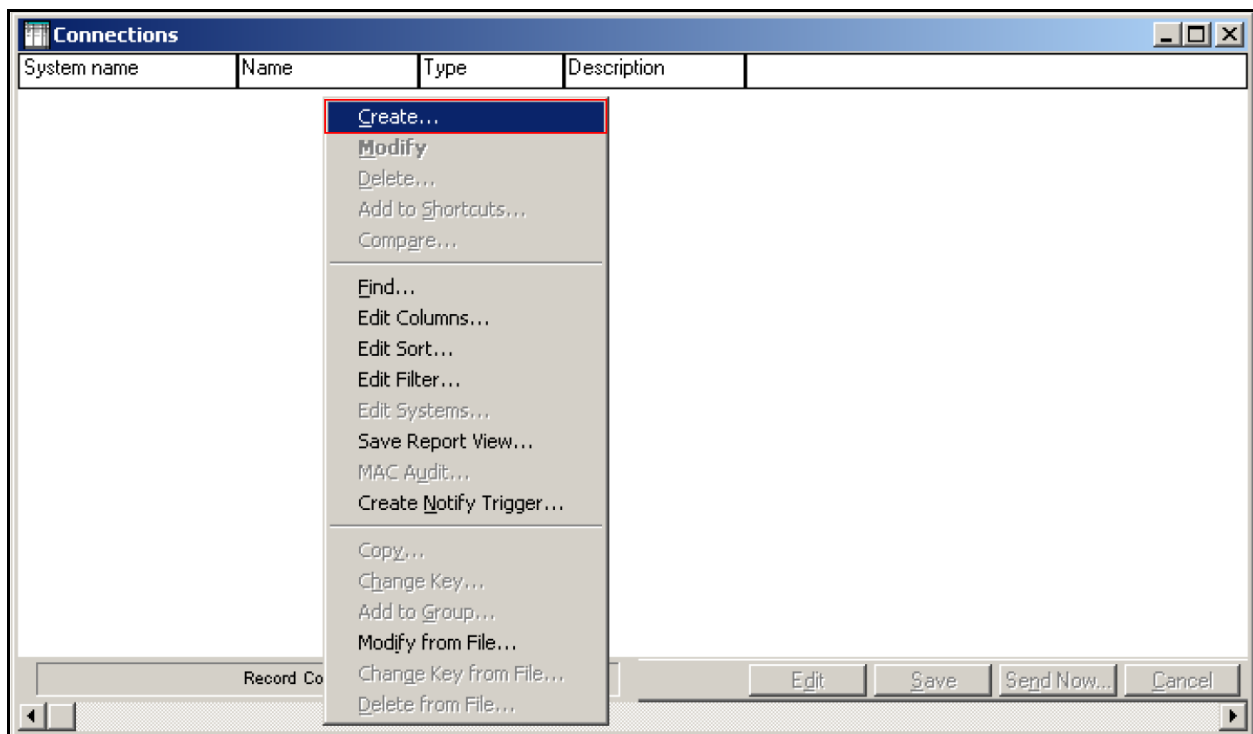 Connections
System name Name Type Description
Create...
Modify
Delete...
Add to Shortcuts...
Compare...
Find...
Edit Columns...
Edit Sort...
Edit Filter...
Edit Systems...
Save Report View...
MAC Audit...
Create Notify Trigger...
Copy...
Change Key...
Add to Group...
Modify from File...
Change Key from File...
Delete from File...
Record Co
Edit Save Send Now... Cancel